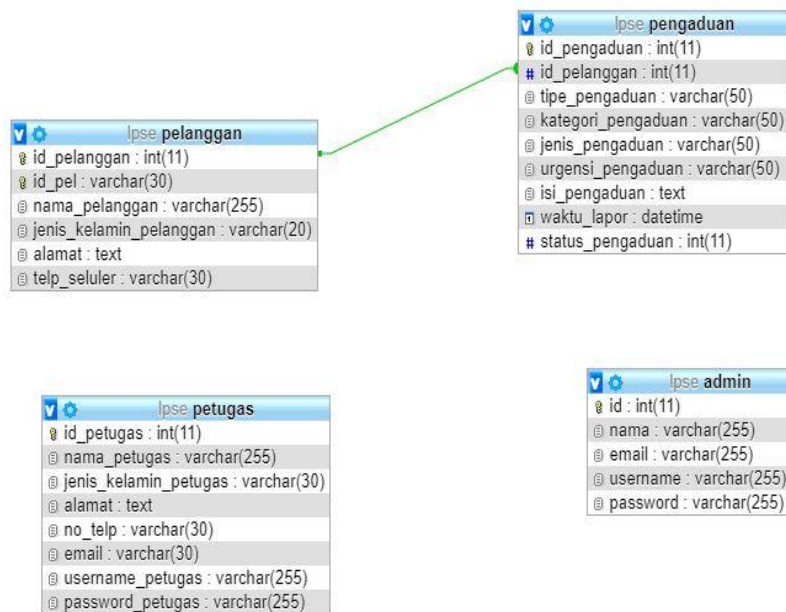 lpse pengaduan
id_pengaduan : int(11)
# id_pelanggan : int(11)
tipe_pengaduan : varchar(50)
kategori_pengaduan : varchar(50)
jenis_pengaduan : varchar(50)
urgensi_pengaduan : varchar(50)
isi_pengaduan : text
waktu_lapor : datetime
# status_pengaduan : int(11)
lpse pelanggan
id_pelanggan : int(11)
id_pel : varchar(30)
nama_pelanggan : varchar(255)
jenis_kelamin_pelanggan : varchar(20)
alamat : text
telp_seluler : varchar(30)
lpse petugas
id_petugas : int(11)
nama_petugas : varchar(255)
jenis_kelamin_petugas : varchar(30)
alamat : text
no_telp : varchar(30)
email : varchar(30)
username_petugas : varchar(255)
password_petugas : varchar(255)
lpse admin
id : int(11)
nama : varchar(255)
email : varchar(255)
username : varchar(255)
password : varchar(255)